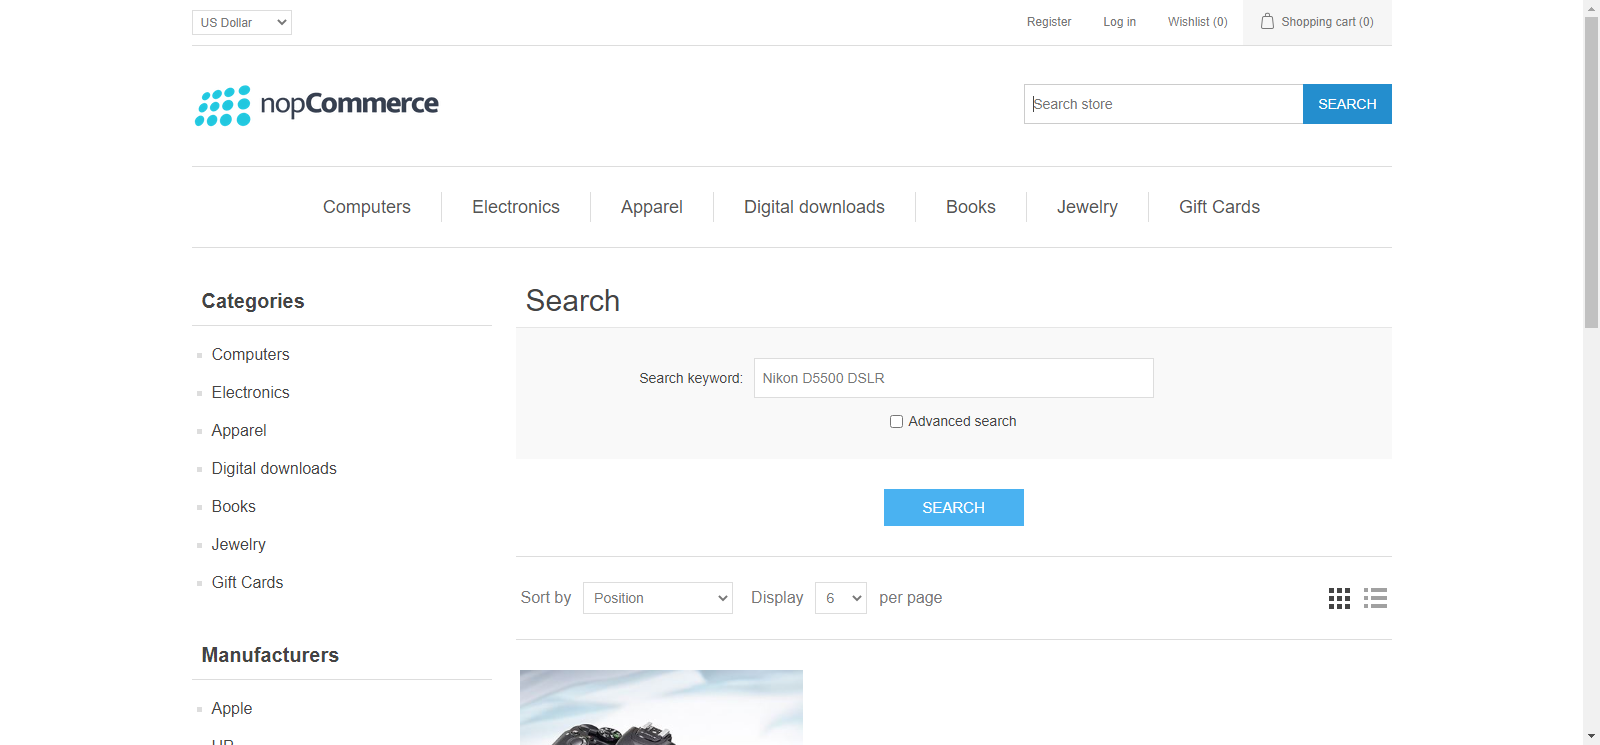 US Dollar
Register
Log in
Wishlist (0)
Shopping cart (0)
nopCommerce
Search store
SEARCH
Computers
Electronics
Apparel
Digital downloads
Books
Jewelry
Gift Cards
Categories
Computers
Electronics
Apparel
Digital downloads
Books
Jewelry
Gift Cards
Manufacturers
Apple
HP
Search
Search keyword:
Nikon D5500 DSLR
Advanced search
SEARCH
Sort by
Position
Display
6
per page